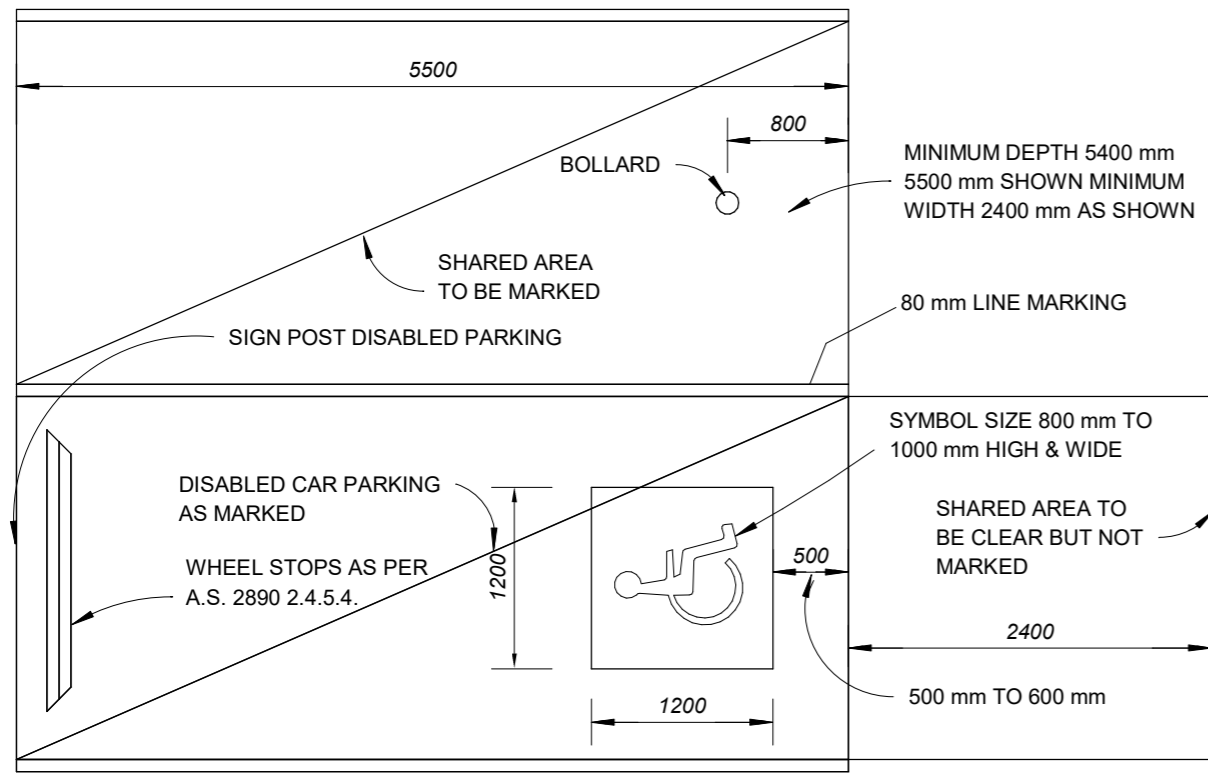 5500
800
BOLLARD
MINIMUM DEPTH 5400 mm
5500 mm SHOWN MINIMUM
WIDTH 2400 mm AS SHOWN
SHARED AREA
TO BE MARKED
80 mm LINE MARKING
SIGN POST DISABLED PARKING
SYMBOL SIZE 800 mm TO
1000 mm HIGH & WIDE
DISABLED CAR PARKING
AS MARKED
SHARED AREA TO
BE CLEAR BUT NOT
MARKED
WHEEL STOPS AS PER
A.S. 2890 2.4.5.4.
1200
500
2400
500 mm TO 600 mm
1200